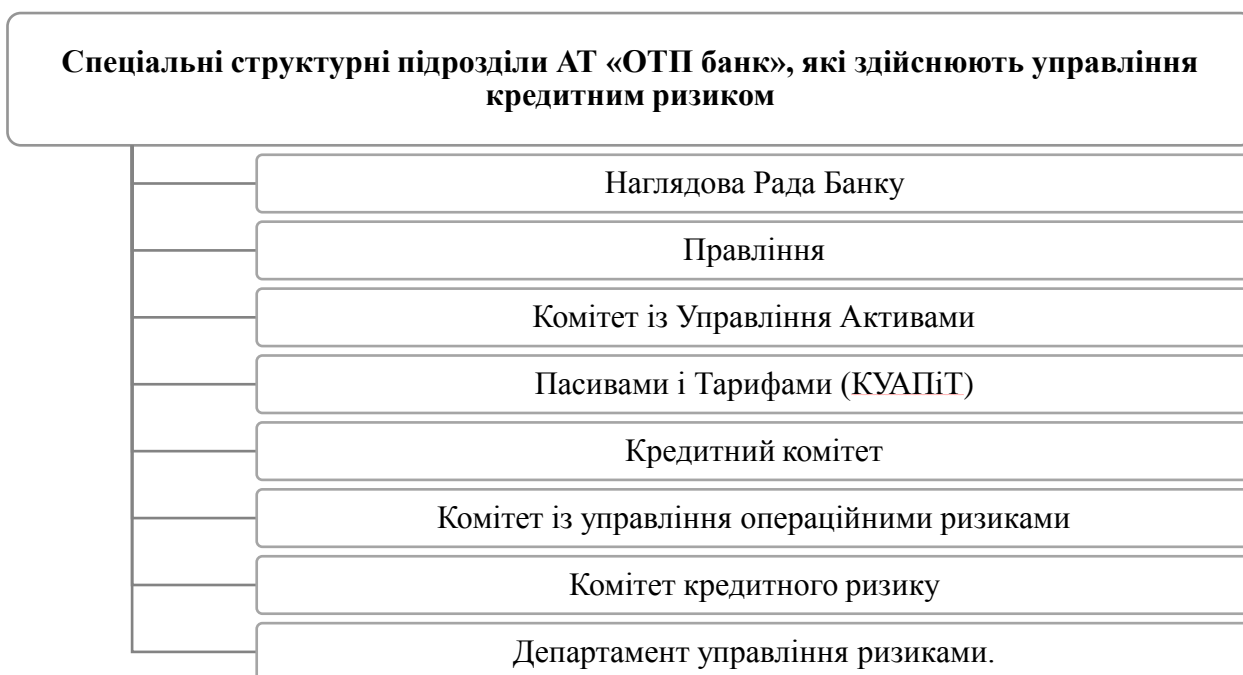 Спеціальні структурні підрозділи АТ «ОТП банк», які здійснюють управління
кредитним ризиком
Наглядова Рада Банку
Правління
Комітет із Управління Активами
Пасивами і Тарифами (КУАПіТ)
Кредитний комітет
Комітет із управління операційними ризиками
Комітет кредитного ризику
Департамент управління ризиками.